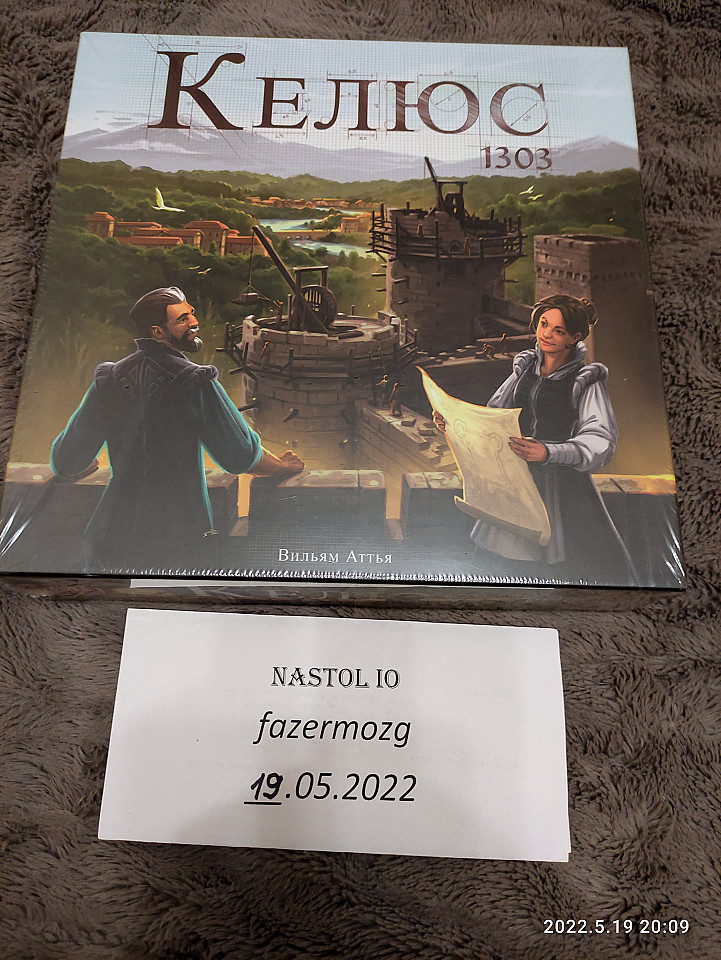 Келюс
1303
Вильям Аттья
NASTOL IO
fazermozg
19.05.2022
2022.5.19 20:09